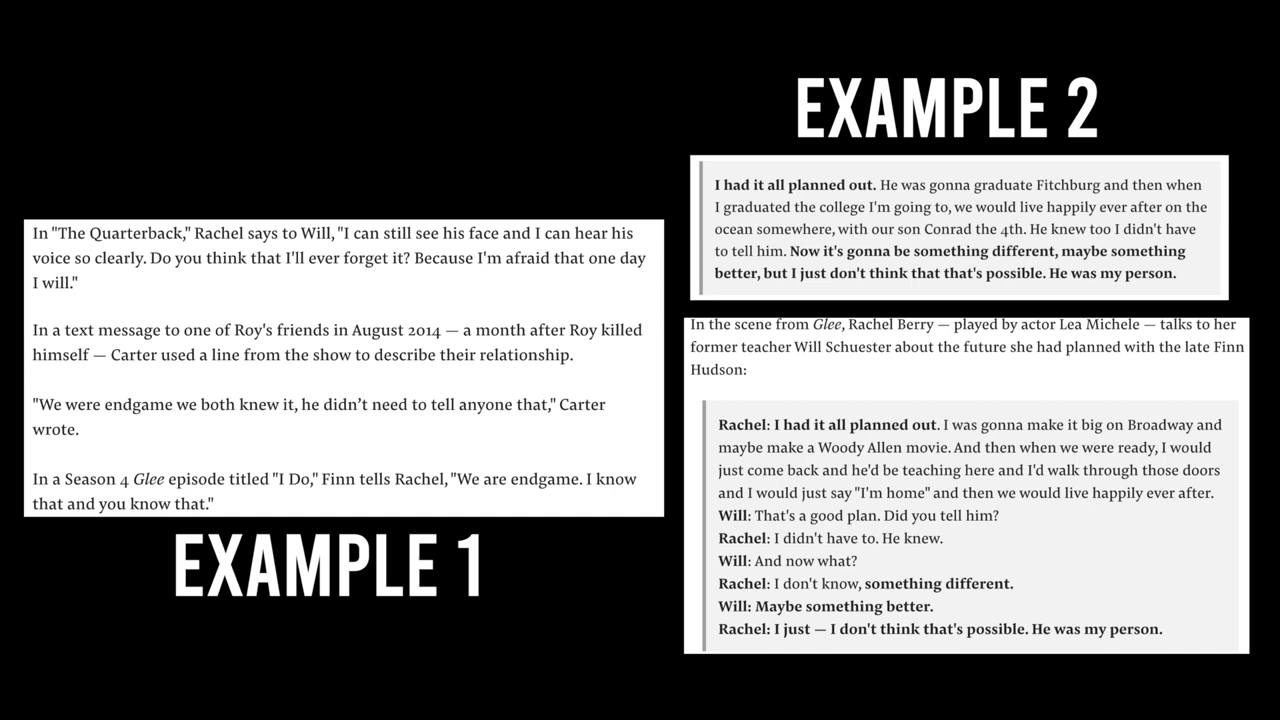 In "The Quarterback," Rachel says to Will, "I can still see his face and I can hear his
voice so clearly. Do you think that I'll ever forget it? Because I'm afraid that one day
I will."
In a text message to one of Roy's friends in August 2014 — a month after Roy killed
himself — Carter used a line from the show to describe their relationship.
"We were endgame we both knew it, he didn’t need to tell anyone that," Carter
wrote.
In a Season 4 Glee episode titled "I Do," Finn tells Rachel, "We are endgame. I know
that and you know that."
EXAMPLE 1
EXAMPLE 2
I had it all planned out. He was gonna graduate Fitchburg and then when
I graduated the college I'm going to, we would live happily ever after on the
ocean somewhere, with our son Conrad the 4th. He knew too I didn't have
to tell him. Now it's gonna be something different, maybe something
better, but I just don't think that that's possible. He was my person.
In the scene from Glee, Rachel Berry — played by actor Lea Michele — talks to her
former teacher Will Schuester about the future she had planned with the late Finn
Hudson:
Rachel: I had it all planned out. I was gonna make it big on Broadway and
maybe make a Woody Allen movie. And then when we were ready, I would
just come back and he'd be teaching here and I'd walk through those doors
and I would just say "I'm home" and then we would live happily ever after.
Will: That's a good plan. Did you tell him?
Rachel: I didn't have to. He knew.
Will: And now what?
Rachel: I don't know, something different.
Will: Maybe something better.
Rachel: I just — I don't think that's possible. He was my person.